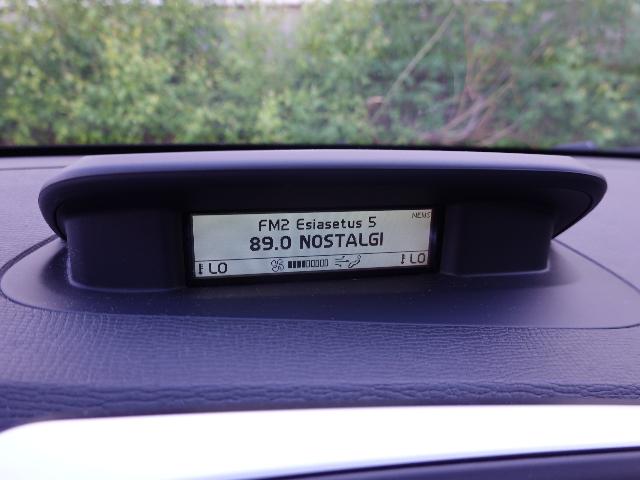 NEWS
FM2 Esiasetus 5
89.0 NOSTALGI
LO LO